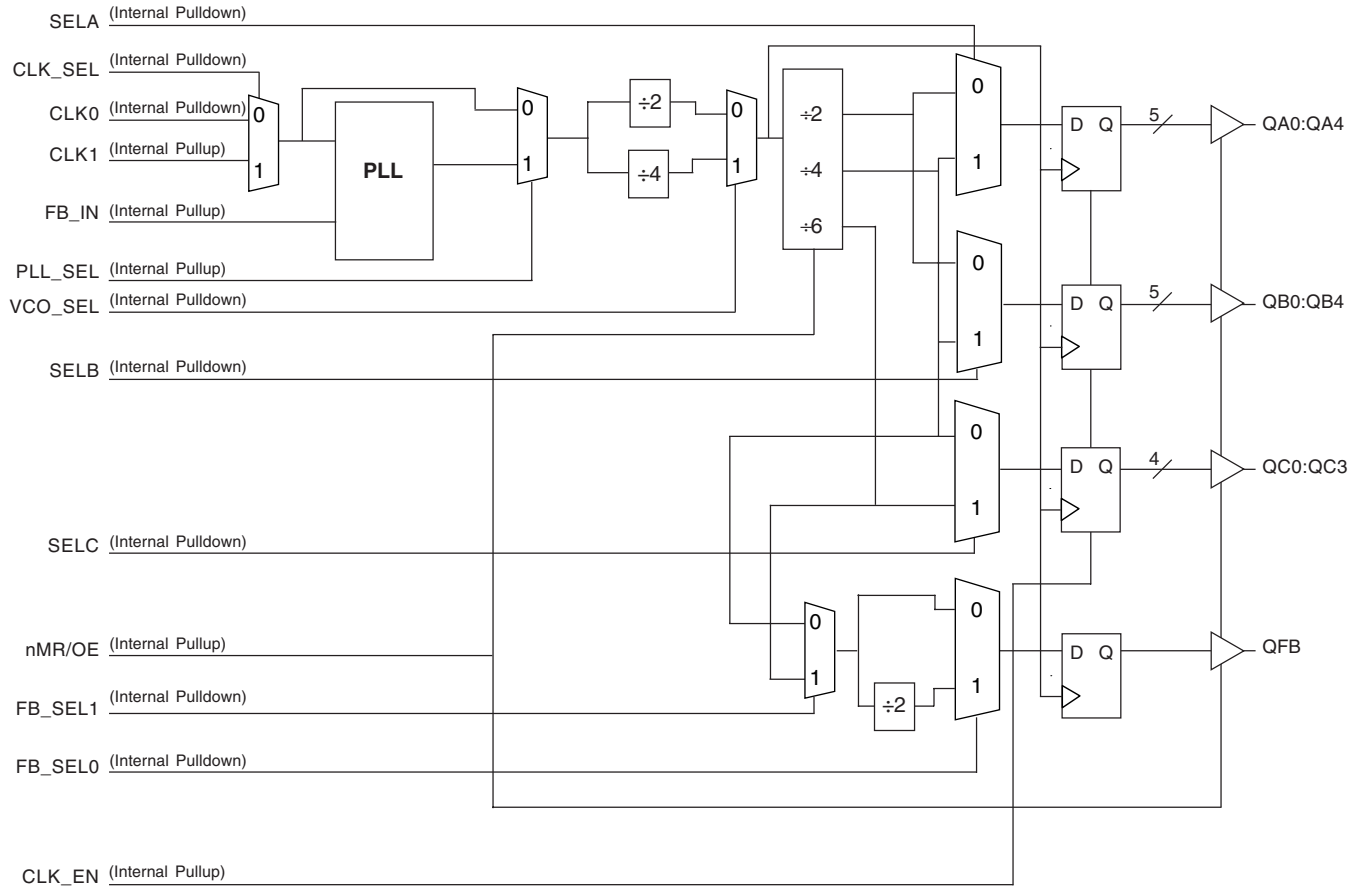 SELA (Internal Pulldown)
CLK_SEL (Internal Pulldown)
CLK0 (Internal Pulldown)
CLK1 (Internal Pullup)
FB_IN (Internal Pullup)
PLL_SEL (Internal Pullup)
VCO_SEL (Internal Pulldown)
SELB (Internal Pulldown)
SELC (Internal Pulldown)
nMR/OE (Internal Pullup)
FB_SEL1 (Internal Pulldown)
FB_SEL0 (Internal Pulldown)
CLK_EN (Internal Pullup)
0
1
PLL
0
1
÷2
÷4
0
1
÷2
÷4
÷6
0
1
D Q
5
QA0:QA4
0
1
D Q
5
QB0:QB4
0
1
D Q
4
QC0:QC3
0
1
÷2
0
1
D Q
QFB